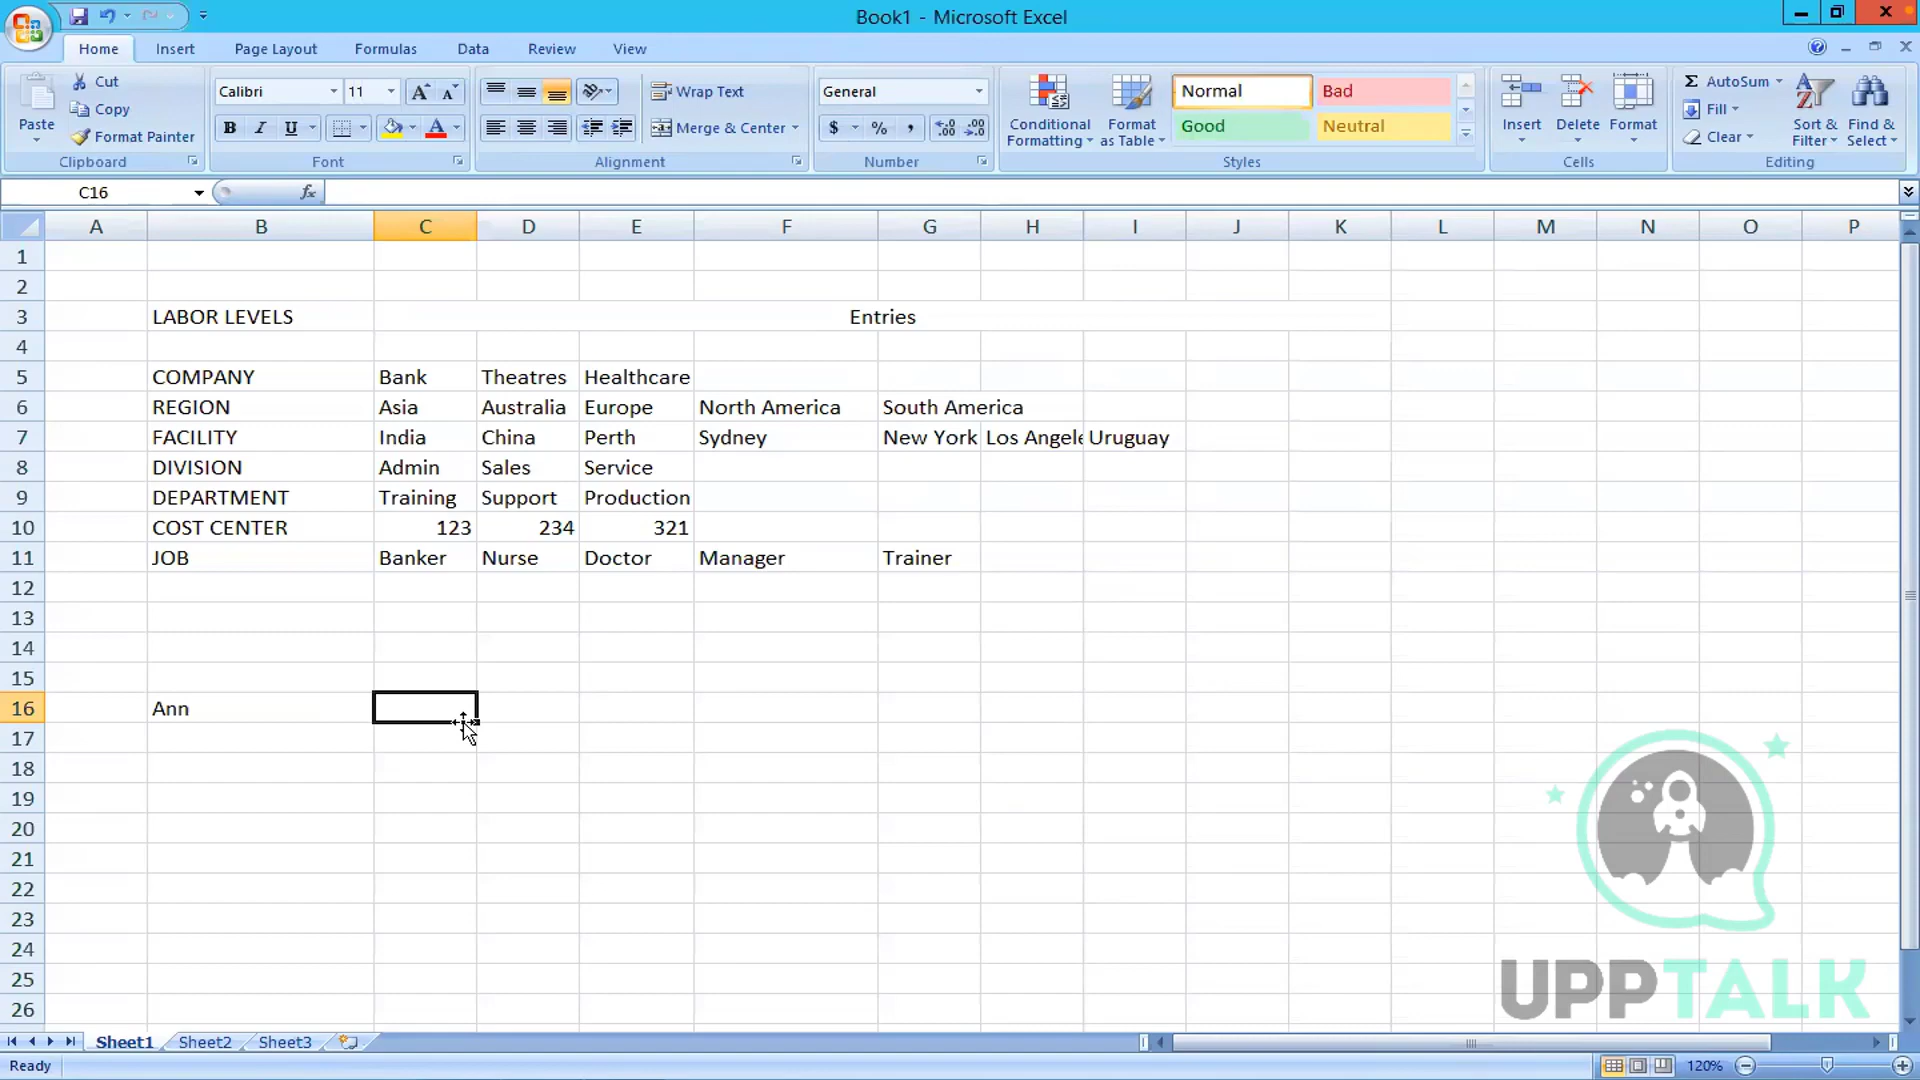 Book1 - Microsoft Excel
Home Insert Page Layout Formulas Data Review View
Paste
Cut
Copy
Format Painter
Clipboard
Calibri 11 A A
B I U A
Font
Wrap Text
Merge & Center
Alignment
General
$ % ,
Number
Conditional Formatting
Format as Table
Normal Bad
Good Neutral
Styles
Insert Delete Format
Cells
Σ AutoSum
Fill
Clear
Sort & Filter
Find & Select
Editing
C16 fx
A B C D E F G H I J K L M N O P
1
2
3 LABOR LEVELS Entries
4
5 COMPANY Bank Theatres Healthcare
6 REGION Asia Australia Europe North America South America
7 FACILITY India China Perth Sydney New York Los Angele Uruguay
8 DIVISION Admin Sales Service
9 DEPARTMENT Training Support Production
10 COST CENTER 123 234 321
11 JOB Banker Nurse Doctor Manager Trainer
12
13
14
15
16 Ann
17
18
19
20
21
22
23
24
25
26
UPPTALK
Sheet1 Sheet2 Sheet3
Ready 120%